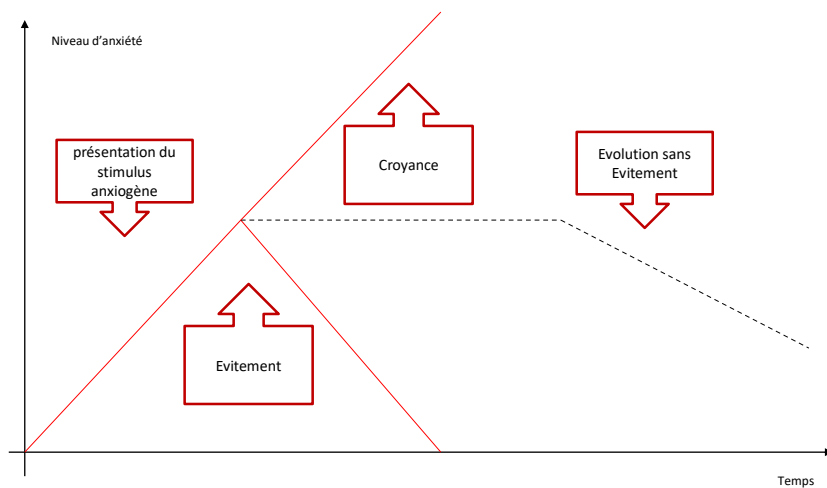 Niveau d'anxiété
présentation du
stimulus
anxiogène
Croyance
Evolution sans
Evitement
Evitement
Temps